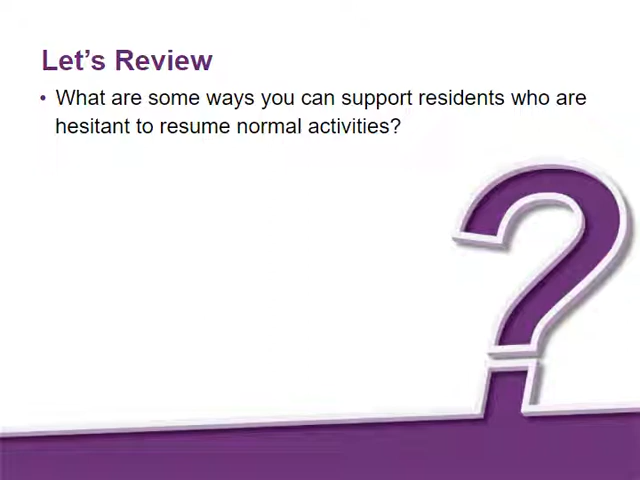 Let's Review
• What are some ways you can support residents who are
hesitant to resume normal activities?